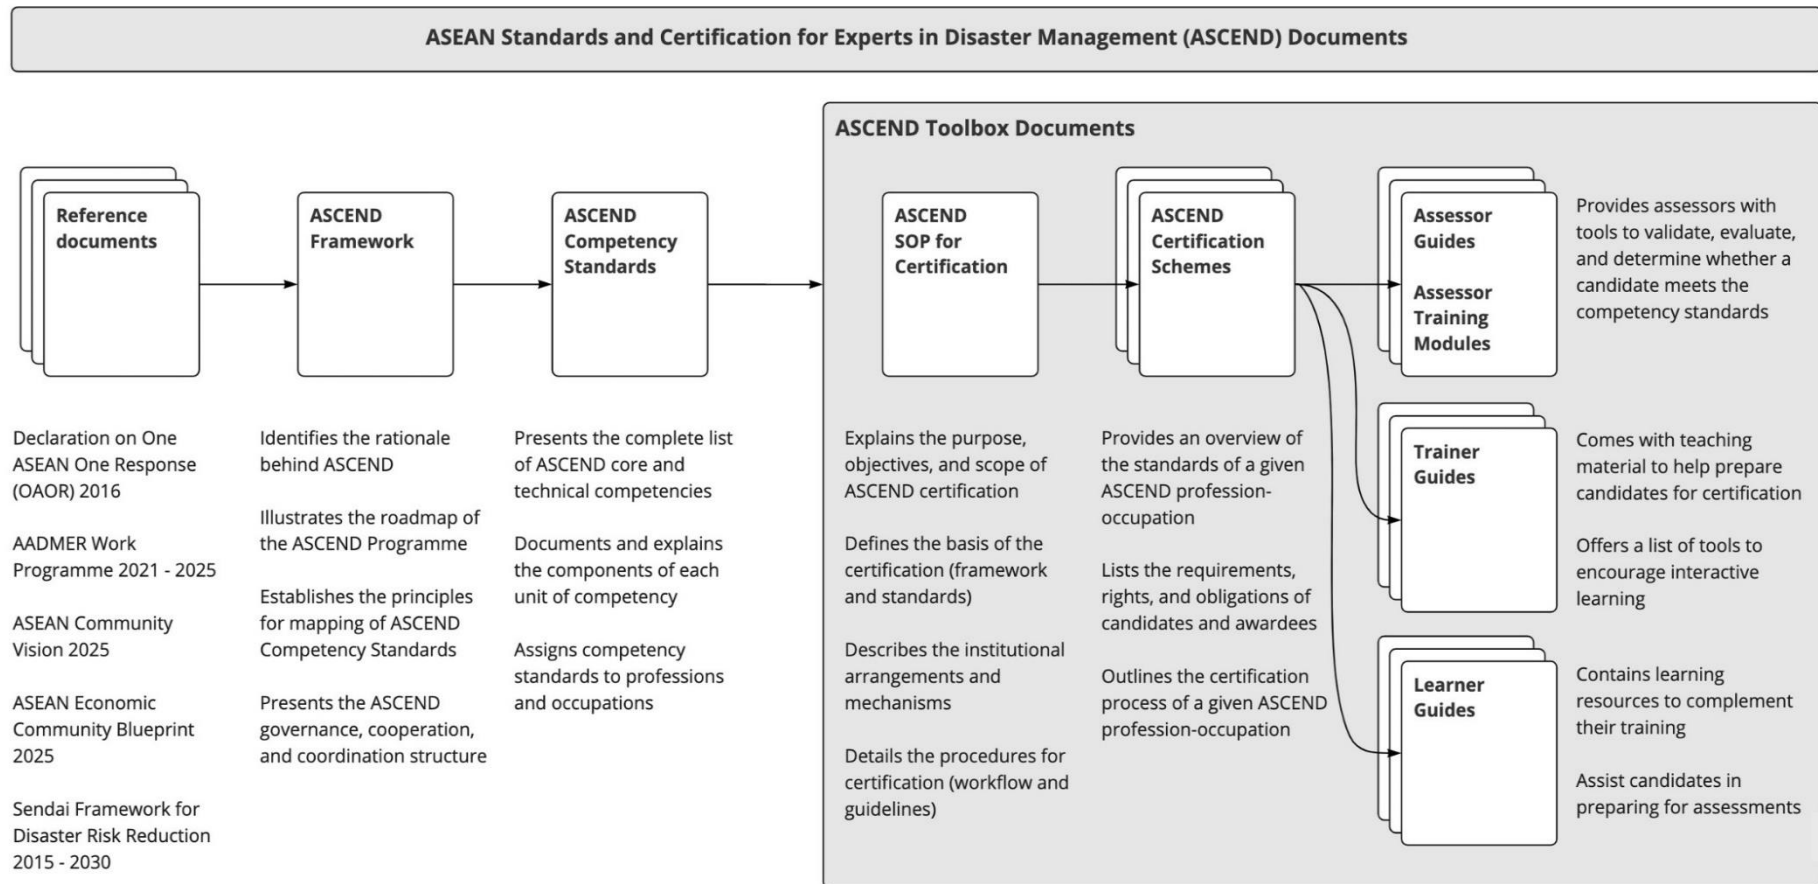 ASEAN Standards and Certification for Experts in Disaster Management (ASCEND) Documents
ASCEND Toolbox Documents
Reference
documents
ASCEND
Framework
ASCEND
Competency
Standards
ASCEND
SOP for
Certification
ASCEND
Certification
Schemes
Assessor
Guides
Assessor
Training
Modules
Provides assessors with
tools to validate, evaluate,
and determine whether a
candidate meets the
competency standards
Declaration on One
ASEAN One Response
(OAOR) 2016
AADMER Work
Programme 2021 - 2025
ASEAN Community
Vision 2025
ASEAN Economic
Community Blueprint
2025
Sendai Framework for
Disaster Risk Reduction
2015 - 2030
Identifies the rationale
behind ASCEND
Illustrates the roadmap of
the ASCEND Programme
Establishes the principles
for mapping of ASCEND
Competency Standards
Presents the ASCEND
governance, cooperation,
and coordination structure
Presents the complete list
of ASCEND core and
technical competencies
Documents and explains
the components of each
unit of competency
Assigns competency
standards to professions
and occupations
Explains the purpose,
objectives, and scope of
ASCEND certification
Defines the basis of the
certification (framework
and standards)
Describes the institutional
arrangements and
mechanisms
Details the procedures for
certification (workflow and
guidelines)
Provides an overview of
the standards of a given
ASCEND profession-
occupation
Lists the requirements,
rights, and obligations of
candidates and awardees
Outlines the certification
process of a given ASCEND
profession-occupation
Trainer
Guides
Comes with teaching
material to help prepare
candidates for certification
Offers a list of tools to
encourage interactive
learning
Learner
Guides
Contains learning
resources to complement
their training
Assist candidates in
preparing for assessments